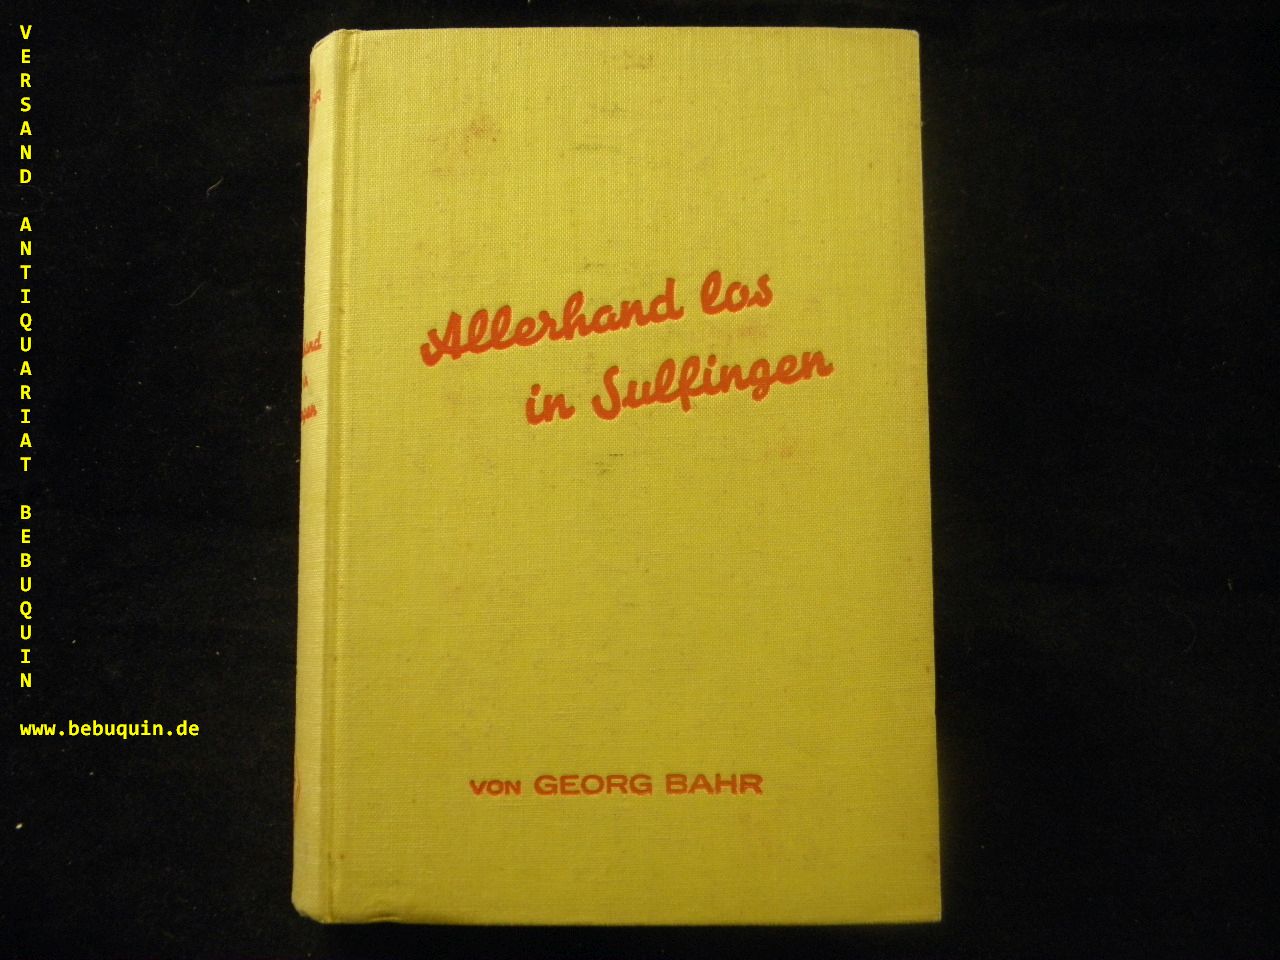 VERSAND ANTIQUARIAT BEBUQUIN
www.bebuquin.de
Allerhand los
in Sulfingen
VON GEORG BAHR